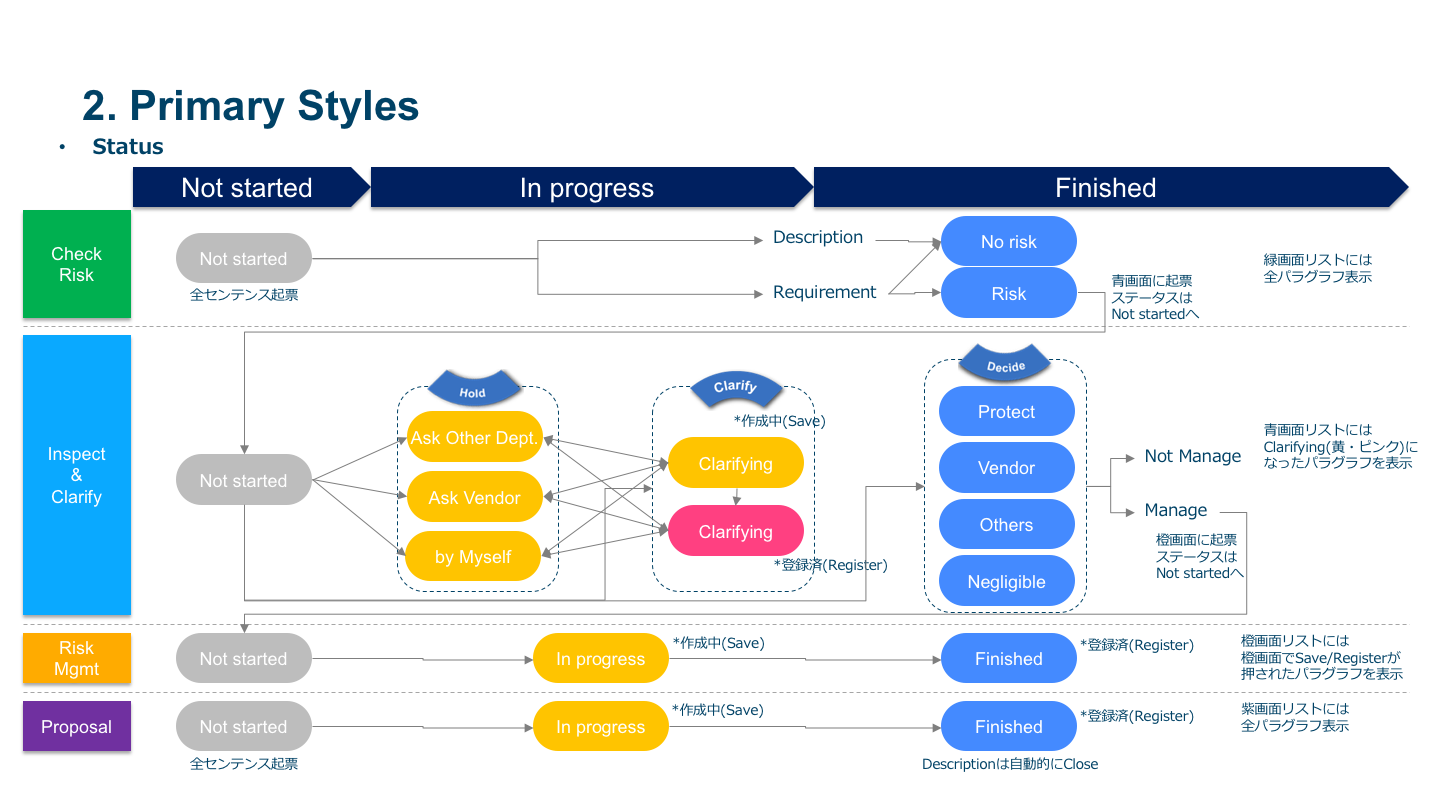 2. Primary Styles
• Status
Not started
In progress
Finished
Check
Risk
Not started
全センテンス起票
Description
Requirement
No risk
Risk
青画面に起票
ステータスは
Not startedへ
緑画面リストには
全パラグラフ表示
Inspect
&
Clarify
Not started
Hold
Ask Other Dept.
Ask Vendor
by Myself
Clarify
*作成中(Save)
Clarifying
Clarifying
*登録済(Register)
Decide
Protect
Vendor
Others
Negligible
Not Manage
Manage
橙画面に起票
ステータスは
Not startedへ
青画面リストには
Clarifying(黄・ピンク)に
なったパラグラフを表示
Risk
Mgmt
Not started
In progress
*作成中(Save)
Finished
*登録済(Register)
橙画面リストには
橙画面でSave/Registerが
押されたパラグラフを表示
Proposal
Not started
全センテンス起票
In progress
*作成中(Save)
Finished
*登録済(Register)
Descriptionは自動的にClose
紫画面リストには
全パラグラフ表示